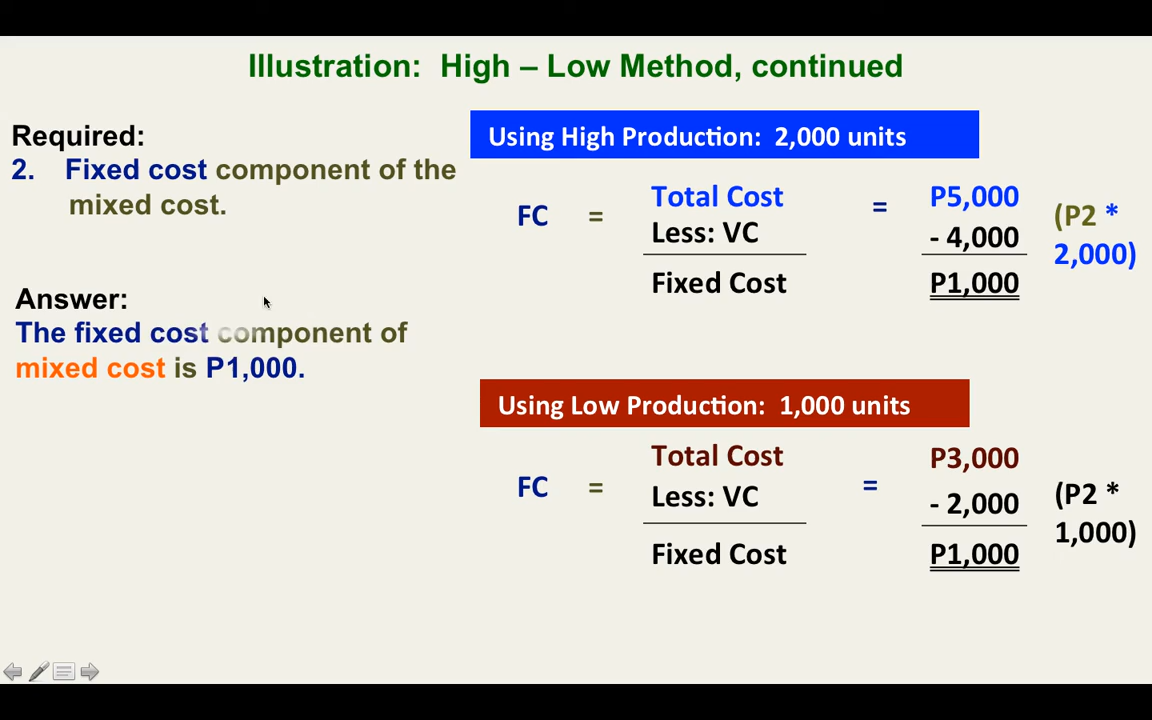 Illustration: High – Low Method, continued
Required:
2. Fixed cost component of the
mixed cost.
Answer:
The fixed cost component of
mixed cost is P1,000.
Using High Production: 2,000 units
FC = Total Cost = P5,000 (P2 *
Less: VC - 4,000 2,000)
Fixed Cost P1,000
Using Low Production: 1,000 units
FC = Total Cost = P3,000 (P2 *
Less: VC - 2,000 1,000)
Fixed Cost P1,000